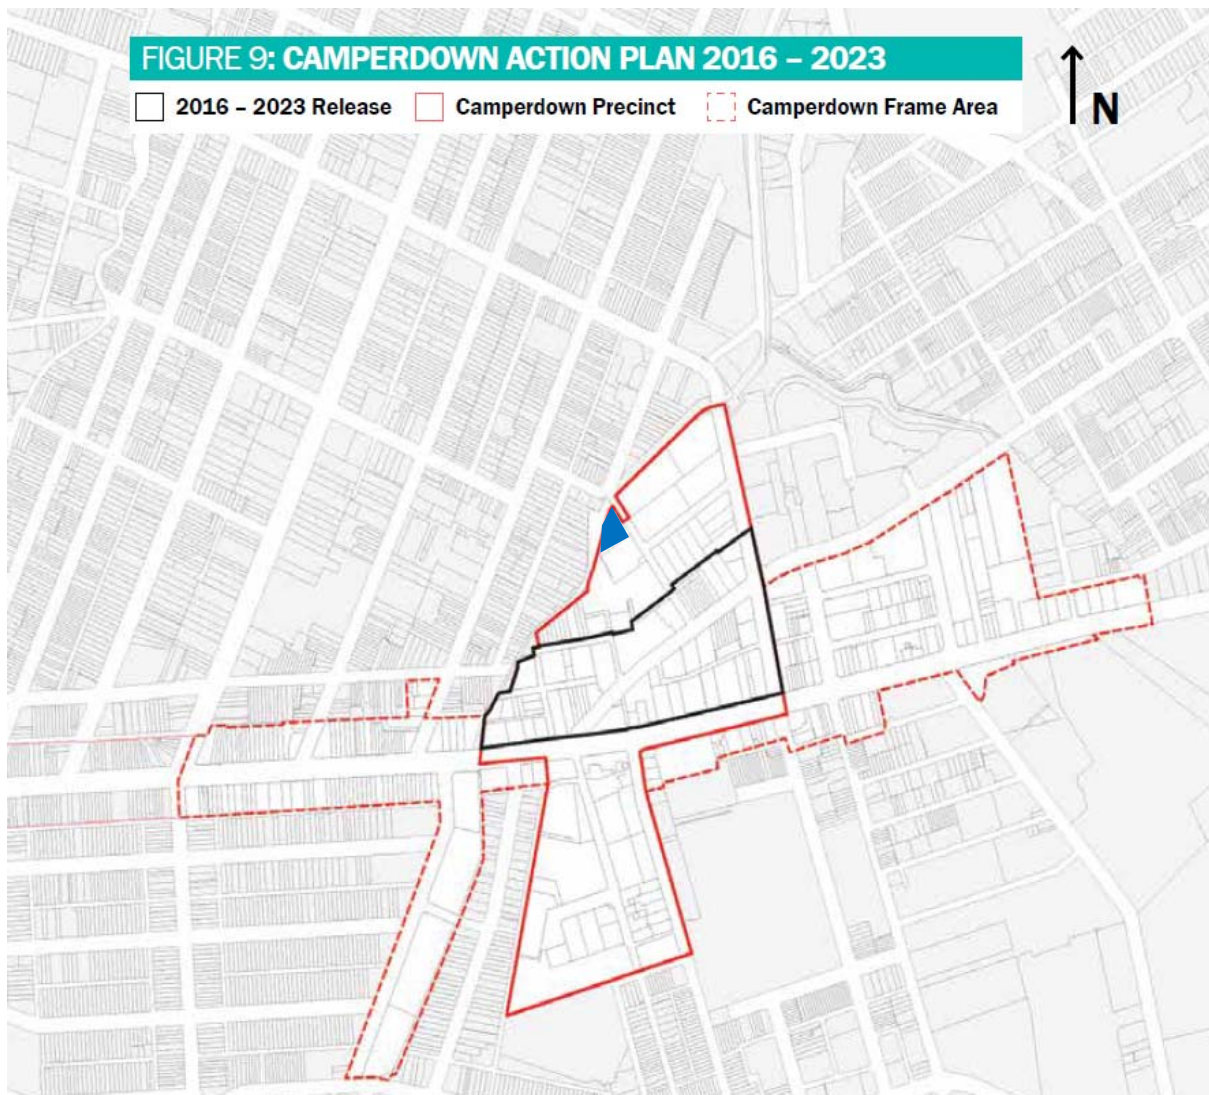 FIGURE 9: CAMPERDOWN ACTION PLAN 2016 – 2023
2016 – 2023 Release Camperdown Precinct Camperdown Frame Area
N